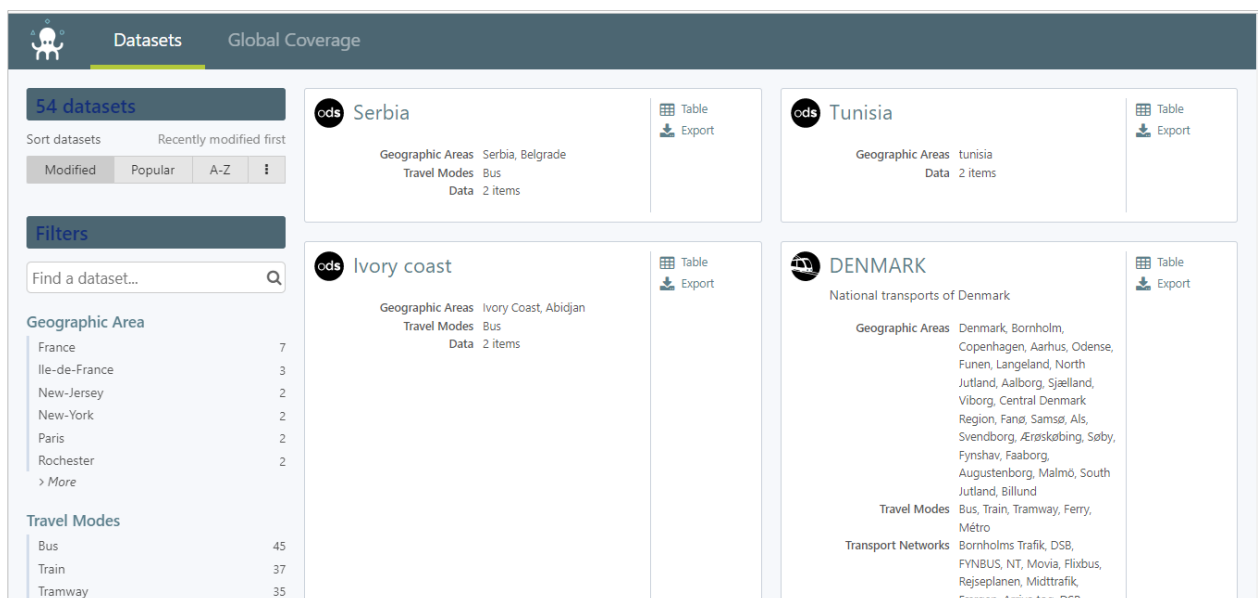 Datasets
Global Coverage
54 datasets
Sort datasets Recently modified first
Modified Popular A-Z
Filters
Find a dataset...
Geographic Area
France 7
Ile-de-France 3
New-Jersey 2
New-York 2
Paris 2
Rochester 2
> More
Travel Modes
Bus 45
Train 37
Tramway 35
ods Serbia
Geographic Areas Serbia, Belgrade
Travel Modes Bus
Data 2 items
Table
Export
ods Tunisia
Geographic Areas tunisia
Data 2 items
Table
Export
ods Ivory coast
Geographic Areas Ivory Coast, Abidjan
Travel Modes Bus
Data 2 items
Table
Export
DENMARK
National transports of Denmark
Geographic Areas Denmark, Bornholm,
Copenhagen, Aarhus, Odense,
Funen, Langeland, North
Jutland, Aalborg, Sjælland,
Viborg, Central Denmark
Region, Fanø, Samsø, Als,
Svendborg, Ærøskøbing, Søby,
Fynshav, Faaborg,
Augustenborg, Malmö, South
Jutland, Billund
Travel Modes Bus, Train, Tramway, Ferry,
Métro
Transport Networks Bornholms Trafik, DSB,
FYNBUS, NT, Movia, Flixbus,
Rejseplanen, Midttrafik,
Table
Export